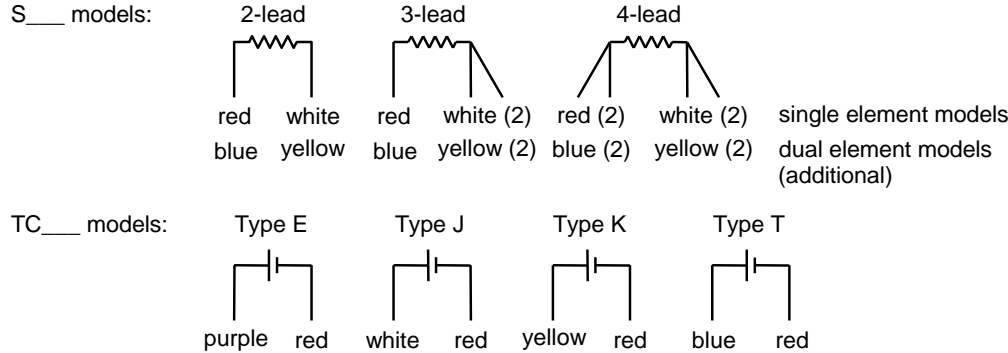 S___ models: 2-lead 3-lead 4-lead
red white red white (2) red (2) white (2) single element models
blue yellow blue yellow (2) blue (2) yellow (2) dual element models
(additional)
TC___ models: Type E Type J Type K Type T
purple red white red yellow red blue red